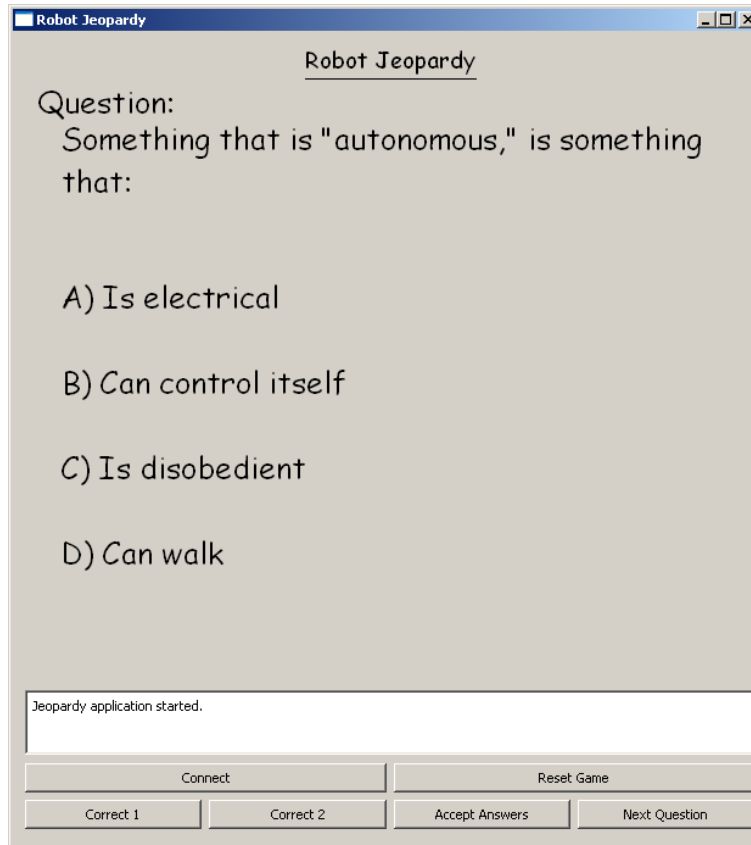 Robot Jeopardy
Robot Jeopardy
Question:
Something that is "autonomous," is something
that:
A) Is electrical
B) Can control itself
C) Is disobedient
D) Can walk
Jeopardy application started.
Connect
Reset Game
Correct 1
Correct 2
Accept Answers
Next Question